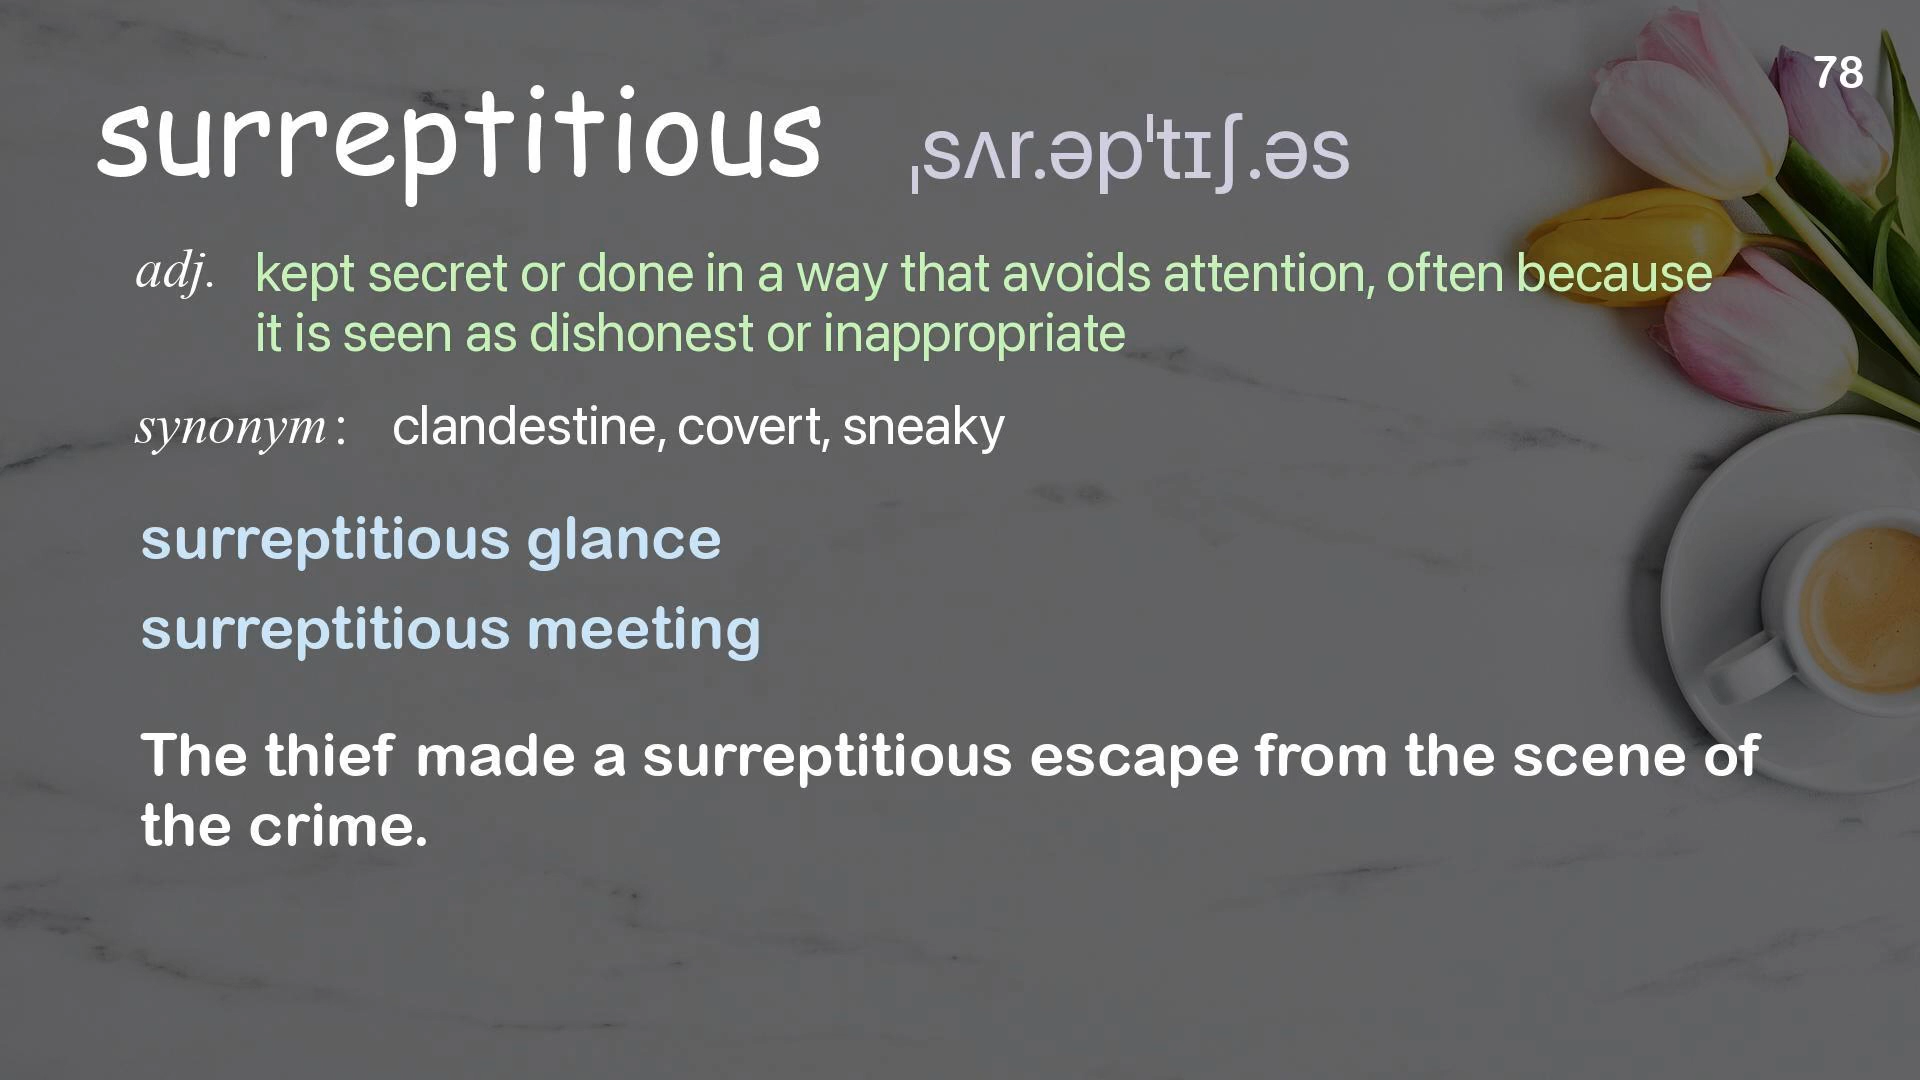 78
surreptitious ˌsʌr.əpˈtɪʃ.əs
adj. kept secret or done in a way that avoids attention, often because
it is seen as dishonest or inappropriate
synonym: clandestine, covert, sneaky
surreptitious glance
surreptitious meeting
The thief made a surreptitious escape from the scene of
the crime.